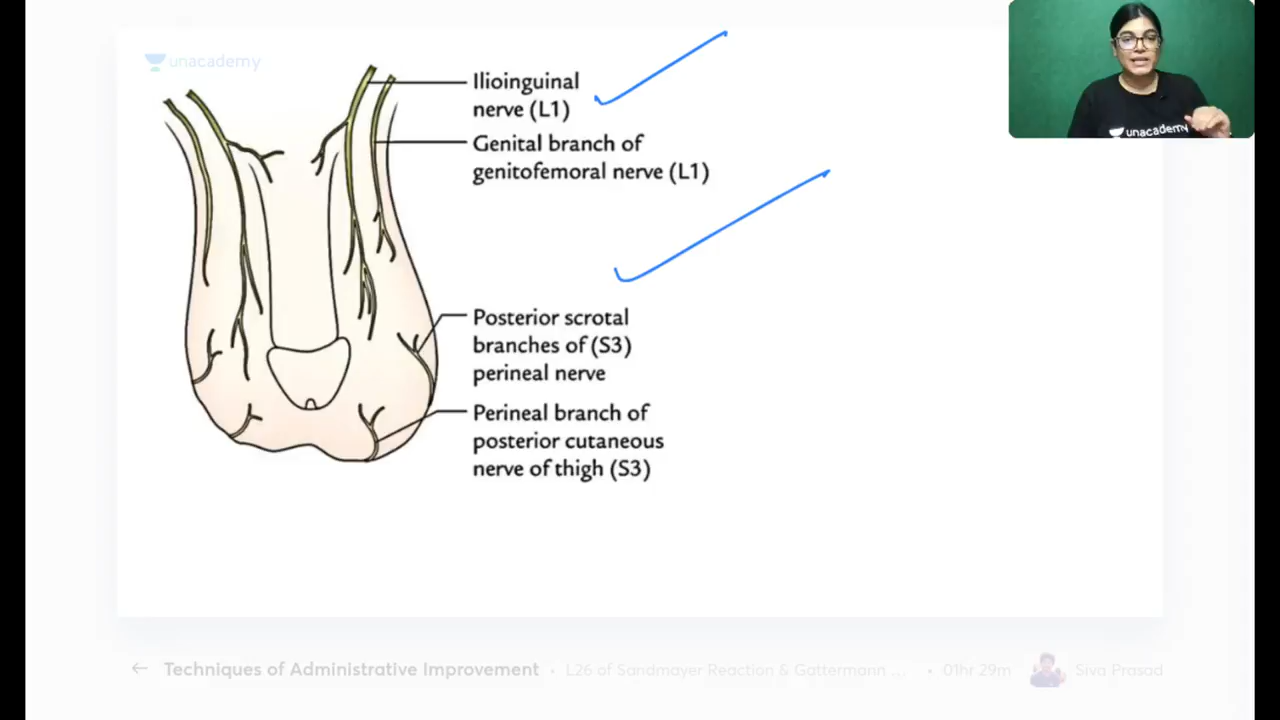 unacademy
Ilioinguinal
nerve (L1)
Genital branch of
genitofemoral nerve (L1)
Posterior scrotal
branches of (S3)
perineal nerve
Perineal branch of
posterior cutaneous
nerve of thigh (S3)
unacademy
Techniques of Administrative Improvement • L26 of Sandmayer Reaction & Gattermann ... • 01hr 29m Siva Prasad